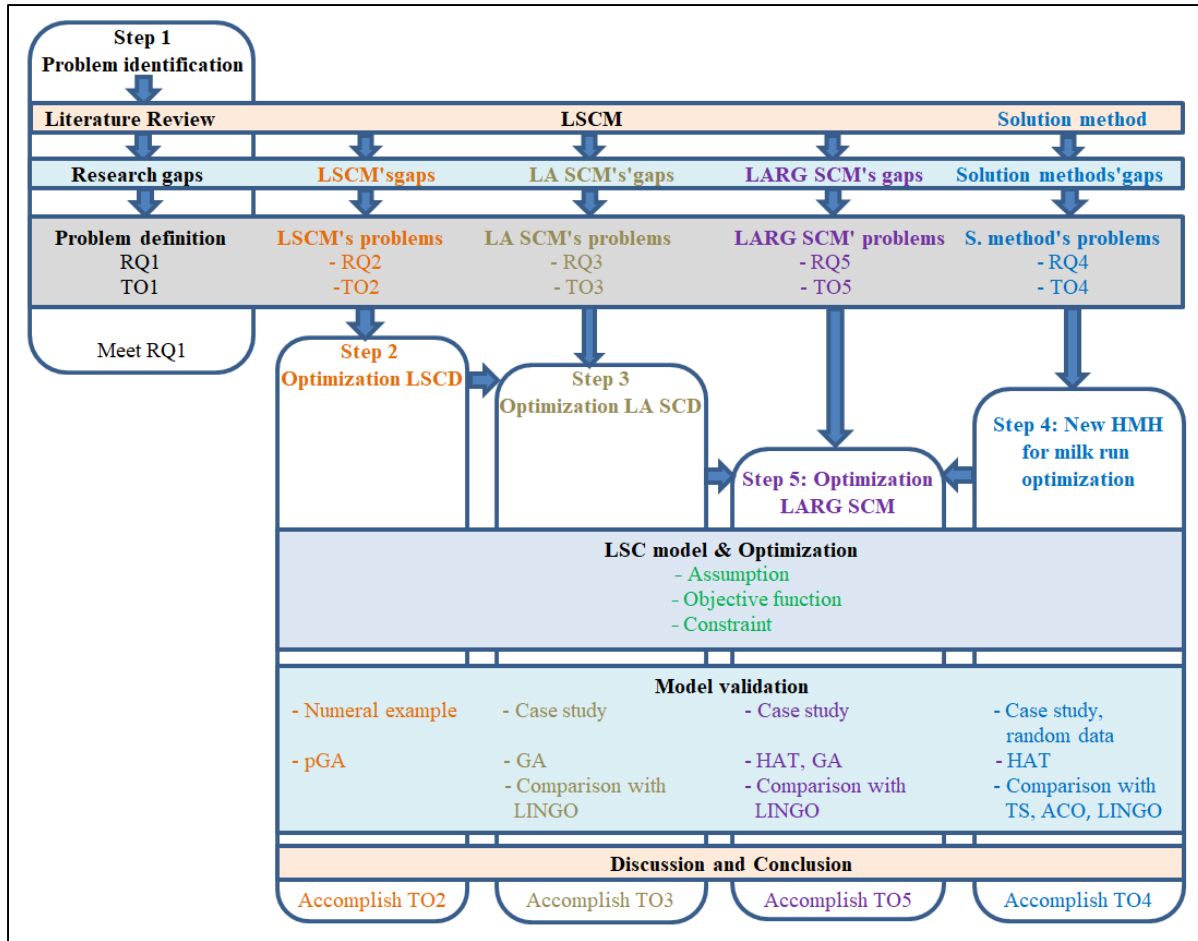 Step 1
Problem identification
Literature Review
LSCM
Solution method
Research gaps
LSCM'sgaps
LA SCM's'gaps
LARG SCM's gaps
Solution methods'gaps
Problem definition
RQ1
TO1
LSCM's problems
- RQ2
-TO2
LA SCM's problems
- RQ3
- TO3
LARG SCM' problems
- RQ5
- TO5
S. method's problems
- RQ4
- TO4
Meet RQ1
Step 2
Optimization LSCD
Step 3
Optimization LA SCD
Step 4: New HMH
for milk run
optimization
Step 5: Optimization
LARG SCM
LSC model & Optimization
- Assumption
- Objective function
- Constraint
Model validation
- Numeral example
- pGA
- Case study
- GA
- Comparison with
LINGO
- Case study
- HAT, GA
- Comparison with
LINGO
- Case study,
random data
- HAT
- Comparison with
TS, ACO, LINGO
Discussion and Conclusion
Accomplish TO2
Accomplish TO3
Accomplish TO5
Accomplish TO4